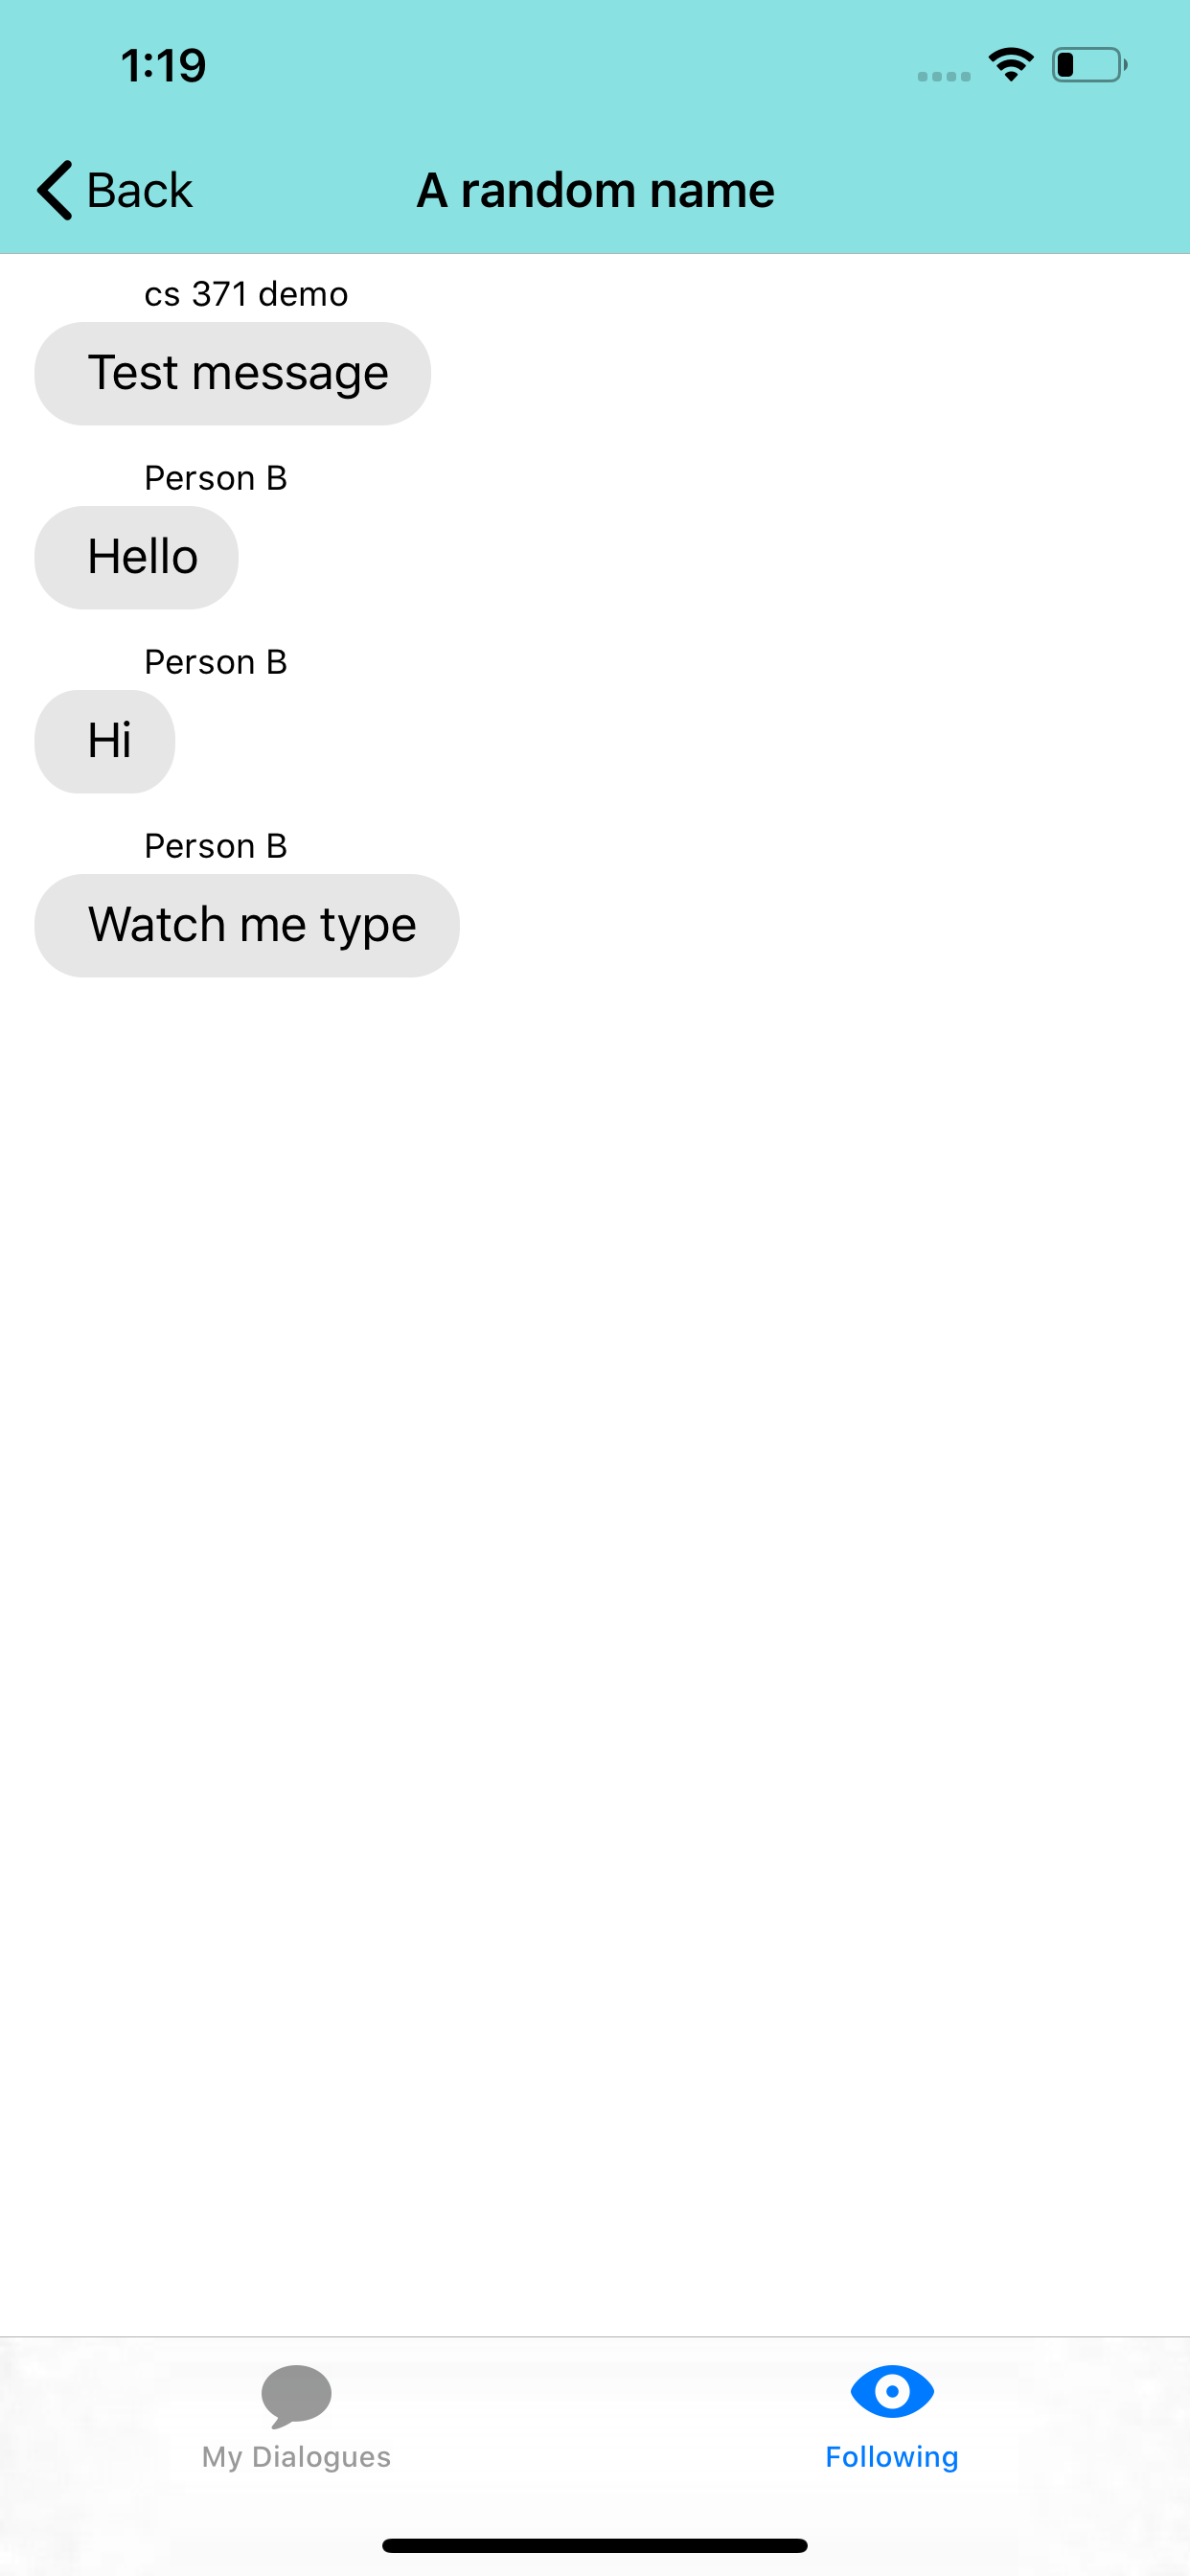 1:19
Back
A random name
cs 371 demo
Test message
Person B
Hello
Person B
Hi
Person B
Watch me type
My Dialogues
Following